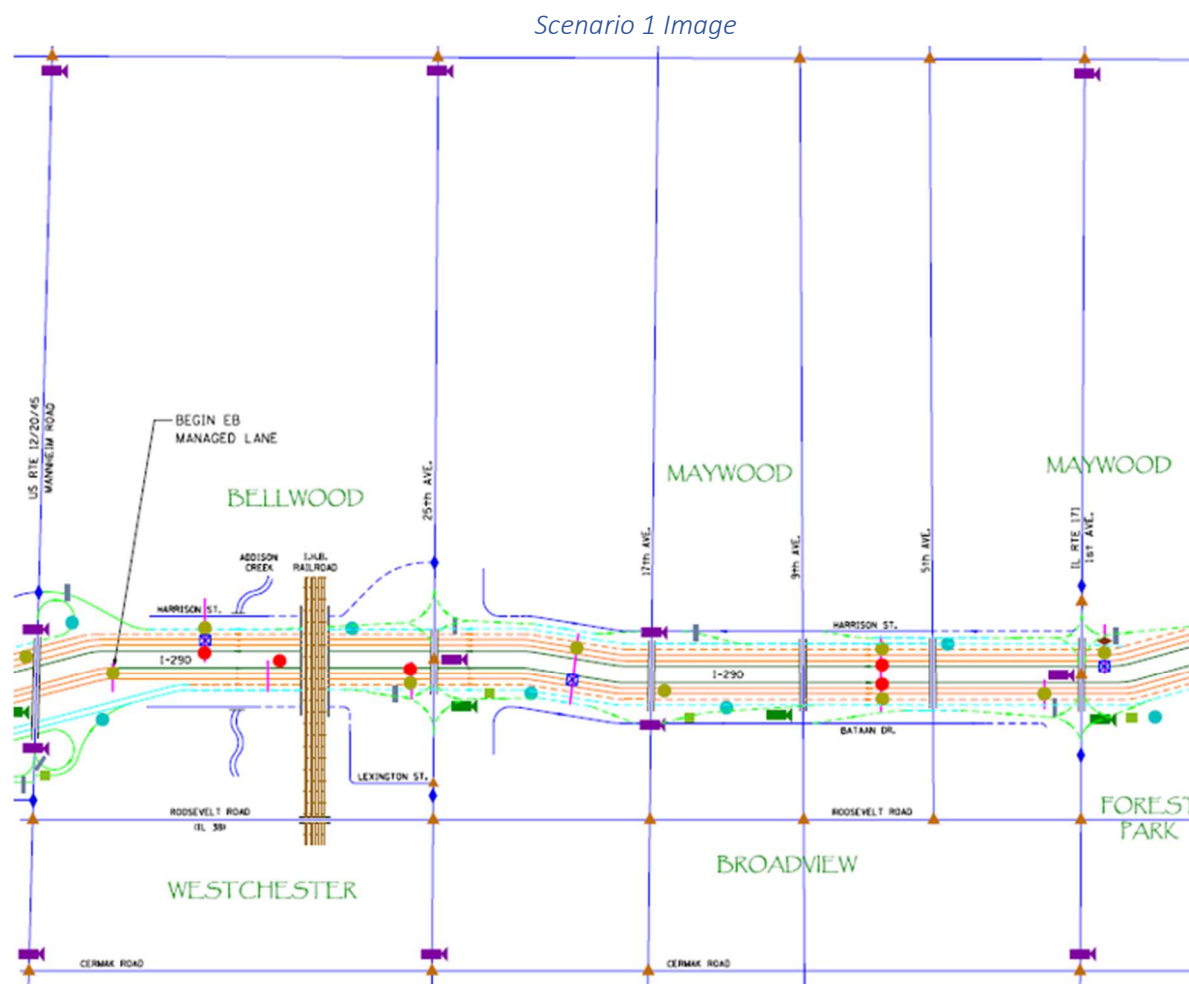 Scenario 1 Image
US RTE 12/20/45
MANNHEIM ROAD
BEGIN EB
MANAGED LANE
BELLWOOD
25th AVE.
MAYWOOD
MAYWOOD
17th AVE.
9th AVE.
5th AVE.
IL RTE 171
1st AVE.
ADDISON
CREEK
I.H.B.
RAILROAD
HARRISON ST.
HARRISON ST.
I-290
I-290
BATAAN DR.
LEXINGTON ST.
ROOSEVELT ROAD
(IL 38)
ROOSEVELT ROAD
FOREST
PARK
BROADVIEW
WESTCHESTER
CERMAK ROAD
CERMAK ROAD